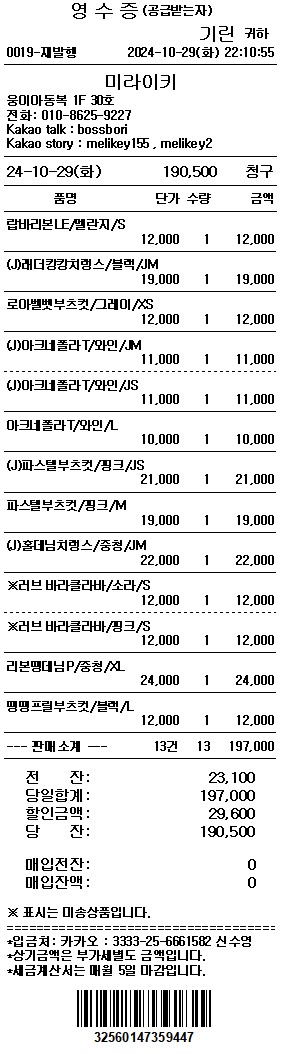 영 수 증 (공급받는자)
기린 귀하
0019-재발행 2024-10-29(화) 22:10:55
미라이키
웅미아동복 1F 30호
전화: 010-8625-9227
Kakao talk : bossbori
Kakao story : melikey155 , melikey2
24-10-29(화) 190,500 청구
품명 단가 수량 금액
랍바리본LE/멜란지/S
12,000 1 12,000
(J)래더캉캉치렝스/블랙/JM
19,000 1 19,000
로아벨벳부츠컷/그레이/XS
12,000 1 12,000
(J)아크네폴라T/와인/JM
11,000 1 11,000
(J)아크네폴라T/와인/JS
11,000 1 11,000
아크네폴라T/와인/L
10,000 1 10,000
(J)파스텔부츠컷/핑크/JS
21,000 1 21,000
파스텔부츠컷/핑크/M
19,000 1 19,000
(J)홀데님치렝스/중청/JM
22,000 1 22,000
※러브 바라클라바/소라/S
12,000 1 12,000
※러브 바라클라바/핑크/S
12,000 1 12,000
리본땡데님P/중청/XL
24,000 1 24,000
땡땡프릴부츠컷/블랙/L
12,000 1 12,000
--- 판매소계 --- 13건 13 197,000
전 잔: 23,100
당일합계: 197,000
할인금액: 29,600
당 잔: 190,500
매입전잔: 0
매입잔액: 0
※ 표시는 미송상품입니다.
*입금처: 카카오 : 3333-25-6661582 신수영
*상기금액은 부가세별도 금액입니다.
*세금계산서는 매월 5일 마감입니다.
32560147359447